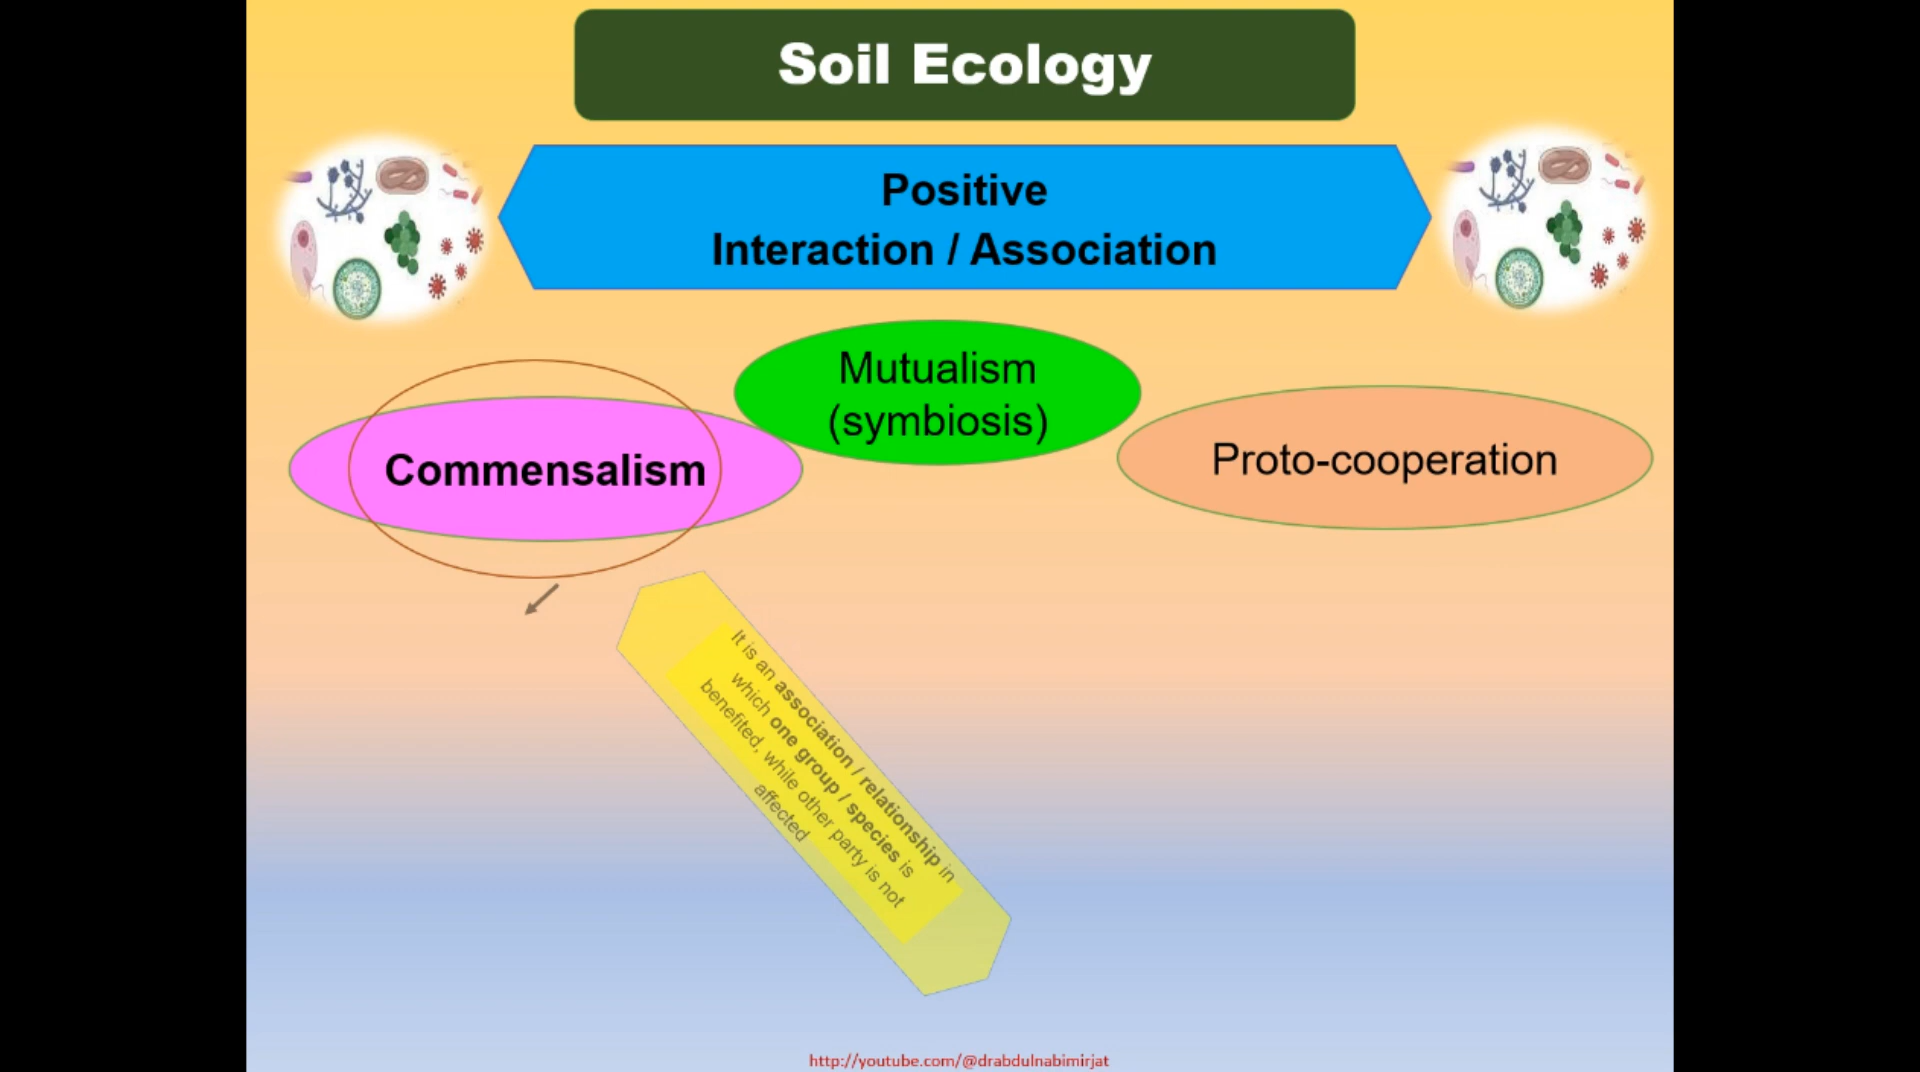 Soil Ecology
Positive
Interaction / Association
Mutualism
(symbiosis)
Commensalism
Proto-cooperation
It is an association / relationship in
which one group / species is
benefited, while other party is not
affected
http://youtube.com/@drabdulnabimirjat